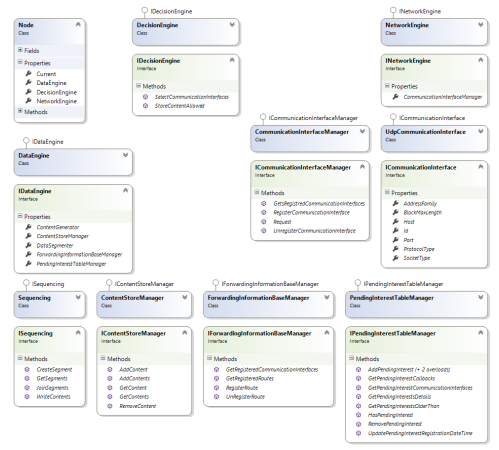 IDecisionEngine
INetworkEngine
Node
Class
Fields
Properties
Current
DataEngine
DecisionEngine
NetworkEngine
Methods
DecisionEngine
Class
IDecisionEngine
Interface
Methods
SelectCommunicationInterfaces
StoreContentAllowed
NetworkEngine
Class
INetworkEngine
Interface
Properties
CommunicationInterfaceManager
ICommunicationInterfaceManager
CommunicationInterfaceManager
Class
ICommunicationInterfaceManager
Interface
Methods
GetsRegistredCommunicationInterfaces
RegisterCommunicationInterface
Request
UnregisterCommunicationInterface
ICommunicationInterface
UdpCommunicationInterface
Class
ICommunicationInterface
Interface
Properties
AddressFamily
BlockMaxLength
Host
Id
Port
ProtocolType
SocketType
IDataEngine
DataEngine
Class
IDataEngine
Interface
Properties
ContentGenerator
ContentStoreManager
DataSegmenter
ForwardingInformationBaseManager
PendingInterestTableManager
ISequencing
Sequencing
Class
ISequencing
Interface
Methods
CreateSegment
GetSegments
JoinSegments
WriteContents
IContentStoreManager
ContentStoreManager
Class
IContentStoreManager
Interface
Methods
AddContent
AddContents
GetContent
GetContents
RemoveContent
IForwardingInformationBaseManager
ForwardingInformationBaseManager
Class
IForwardingInformationBaseManager
Interface
Methods
GetRegisteredCommunicationInterfaces
GetRegisteredRoutes
RegisterRoute
UnRegisterRoute
IPendingInterestTableManager
PendingInterestTableManager
Class
IPendingInterestTableManager
Interface
Methods
AddPendingInterest (+ 2 overloads)
GetPendingInterestCallbacks
GetPendingInterestCommunicationInterfaces
GetPendingInterestsDetails
GetPendingInterestsOlderThan
HasPendingInterest
RemovePendingInterest
UpdatePendingInterestRegistrationDateTime